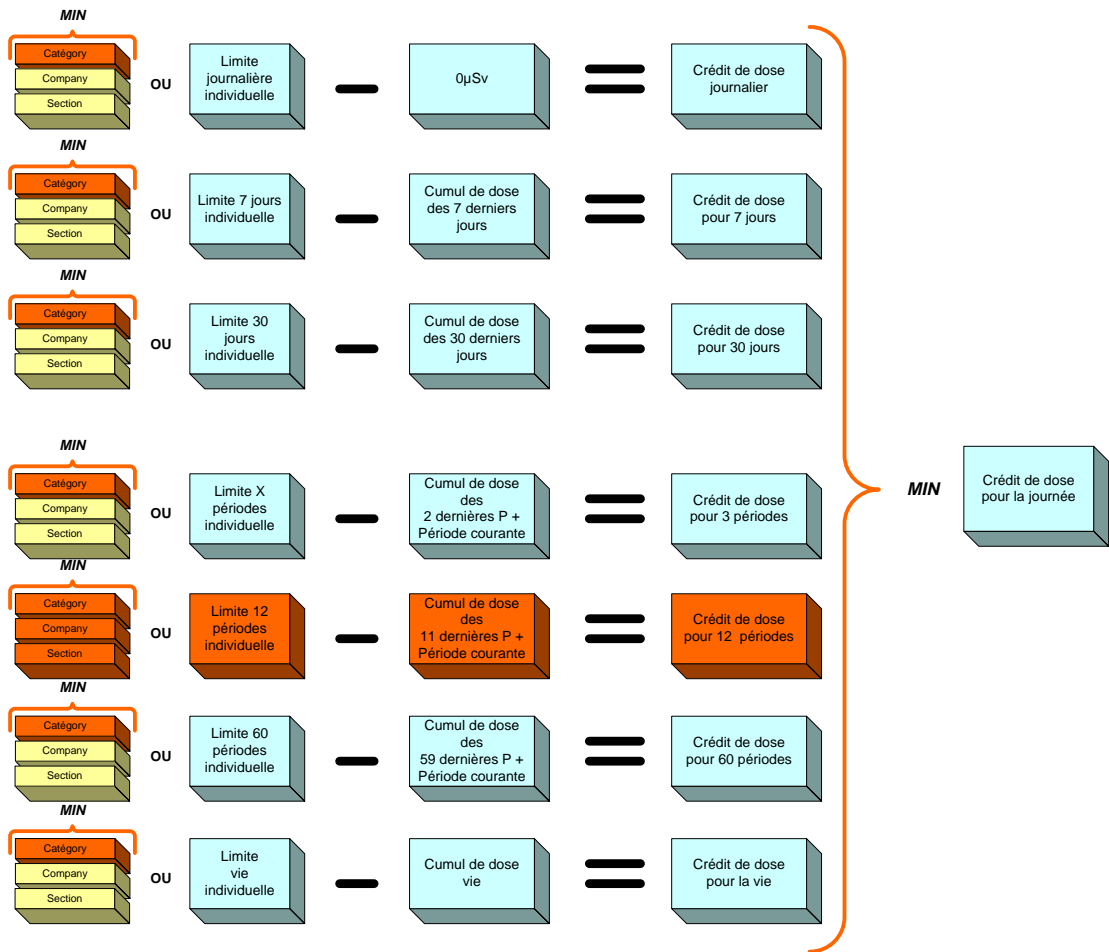 MIN
Catégory
Company
Section
OU
Limite
journalière
individuelle
0µSv
Crédit de dose
journalier
MIN
Catégory
Company
Section
OU
Limite 7 jours
individuelle
Cumul de dose
des 7 derniers
jours
Crédit de dose
pour 7 jours
MIN
Catégory
Company
Section
OU
Limite 30
jours
individuelle
Cumul de dose
des 30 derniers
jours
Crédit de dose
pour 30 jours
MIN
Catégory
Company
Section
OU
Limite X
périodes
individuelle
Cumul de dose
des
2 dernières P +
Période courante
Crédit de dose
pour 3 périodes
MIN
Catégory
Company
Section
OU
Limite 12
périodes
individuelle
Cumul de dose
des
11 dernières P +
Période courante
Crédit de dose
pour 12 périodes
MIN
Catégory
Company
Section
OU
Limite 60
périodes
individuelle
Cumul de dose
des
59 dernières P +
Période courante
Crédit de dose
pour 60 périodes
MIN
Catégory
Company
Section
OU
Limite
vie
individuelle
Cumul de dose
vie
Crédit de dose
pour la vie
MIN
Crédit de dose
pour la journée